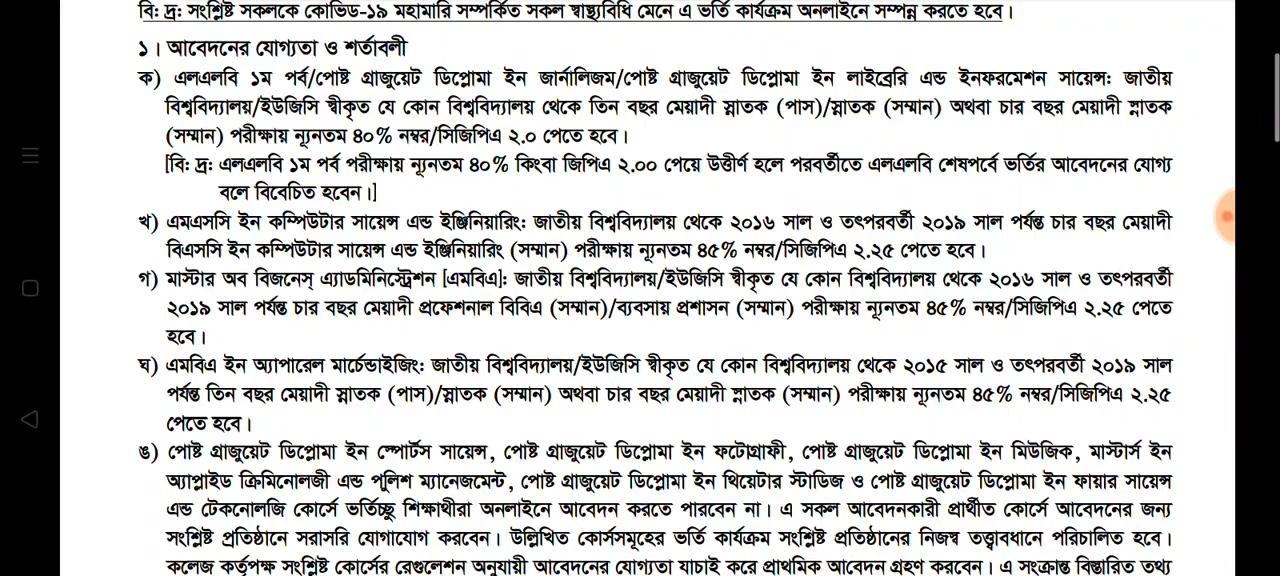 বি: দ্র: সংশ্লিষ্ট সকলকে কোভিড-১৯ মহামারি সম্পর্কিত সকল স্বাস্থ্যবিধি মেনে এ ভর্তি কার্যক্রম অনলাইনে সম্পন্ন করতে হবে।
১। আবেদনের যোগ্যতা ও শর্তাবলী
ক) এলএলবি ১ম পর্ব/পোষ্ট গ্রাজুয়েট ডিপ্লোমা ইন জার্নালিজম/পোষ্ট গ্রাজুয়েট ডিপ্লোমা ইন লাইব্রেরি এন্ড ইনফরমেশন সায়েন্স: জাতীয়
বিশ্ববিদ্যালয়/ইউজিসি স্বীকৃত যে কোন বিশ্ববিদ্যালয় থেকে তিন বছর মেয়াদী স্নাতক (পাস)/স্নাতক (সম্মান) অথবা চার বছর মেয়াদী স্নাতক
(সম্মান) পরীক্ষায় ন্যূনতম ৪০% নম্বর/সিজিপিএ ২.০ পেতে হবে।
[বি: দ্র: এলএলবি ১ম পর্ব পরীক্ষায় ন্যূনতম ৪০% কিংবা জিপিএ ২.০০ পেয়ে উত্তীর্ণ হলে পরবর্তীতে এলএলবি শেষপর্বে ভর্তির আবেদনের যোগ্য
বলে বিবেচিত হবেন।]
খ) এমএসসি ইন কম্পিউটার সায়েন্স এন্ড ইঞ্জিনিয়ারিং: জাতীয় বিশ্ববিদ্যালয় থেকে ২০১৬ সাল ও তৎপরবর্তী ২০১৯ সাল পর্যন্ত চার বছর মেয়াদী
বিএসসি ইন কম্পিউটার সায়েন্স এন্ড ইঞ্জিনিয়ারিং (সম্মান) পরীক্ষায় ন্যূনতম ৪৫% নম্বর/সিজিপিএ ২.২৫ পেতে হবে।
গ) মাস্টার অব বিজনেস্ এ্যাডমিনিস্ট্রেশন [এমবিএ]: জাতীয় বিশ্ববিদ্যালয়/ইউজিসি স্বীকৃত যে কোন বিশ্ববিদ্যালয় থেকে ২০১৬ সাল ও তৎপরবর্তী
২০১৯ সাল পর্যন্ত চার বছর মেয়াদী প্রফেশনাল বিবিএ (সম্মান)/ব্যবসায় প্রশাসন (সম্মান) পরীক্ষায় ন্যূনতম ৪৫% নম্বর/সিজিপিএ ২.২৫ পেতে
হবে।
ঘ) এমবিএ ইন অ্যাপারেল মার্চেন্ডাইজিং: জাতীয় বিশ্ববিদ্যালয়/ইউজিসি স্বীকৃত যে কোন বিশ্ববিদ্যালয় থেকে ২০১৫ সাল ও তৎপরবর্তী ২০১৯ সাল
পর্যন্ত তিন বছর মেয়াদী স্নাতক (পাস)/স্নাতক (সম্মান) অথবা চার বছর মেয়াদী স্নাতক (সম্মান) পরীক্ষায় ন্যূনতম ৪৫% নম্বর/সিজিপিএ ২.২৫
পেতে হবে।
ঙ) পোষ্ট গ্রাজুয়েট ডিপ্লোমা ইন স্পোর্টস সায়েন্স, পোষ্ট গ্রাজুয়েট ডিপ্লোমা ইন ফটোগ্রাফী, পোষ্ট গ্রাজুয়েট ডিপ্লোমা ইন মিউজিক, মাস্টার্স ইন
অ্যাপ্লাইড ক্রিমিনোলজী এন্ড পুলিশ ম্যানেজমেন্ট, পোষ্ট গ্রাজুয়েট ডিপ্লোমা ইন থিয়েটার স্টাডিজ ও পোষ্ট গ্রাজুয়েট ডিপ্লোমা ইন ফায়ার সায়েন্স
এন্ড টেকনোলজি কোর্সে ভর্তিচ্ছু শিক্ষার্থীরা অনলাইনে আবেদন করতে পারবেন না। এ সকল আবেদনকারী প্রার্থীত কোর্সে আবেদনের জন্য
সংশ্লিষ্ট প্রতিষ্ঠানে সরাসরি যোগাযোগ করবেন। উল্লিখিত কোর্সসমূহের ভর্তি কার্যক্রম সংশ্লিষ্ট প্রতিষ্ঠানের নিজস্ব তত্ত্বাবধানে পরিচালিত হবে।
কলেজ কর্তৃপক্ষ সংশ্লিষ্ট কোর্সের রেগুলেশন অনুযায়ী আবেদনের যোগ্যতা যাচাই করে প্রাথমিক আবেদন গ্রহণ করবেন। এ সংক্রান্ত বিস্তারিত তথ্য